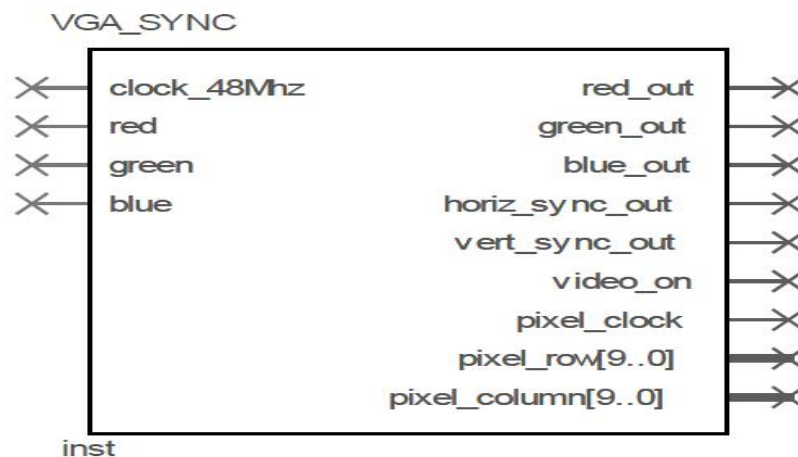 VGA_SYNC
clock_48Mhz red_out
red green_out
green blue_out
blue horiz_sync_out
vert_sync_out
video_on
pixel_clock
pixel_row[9..0]
pixel_column[9..0]
inst